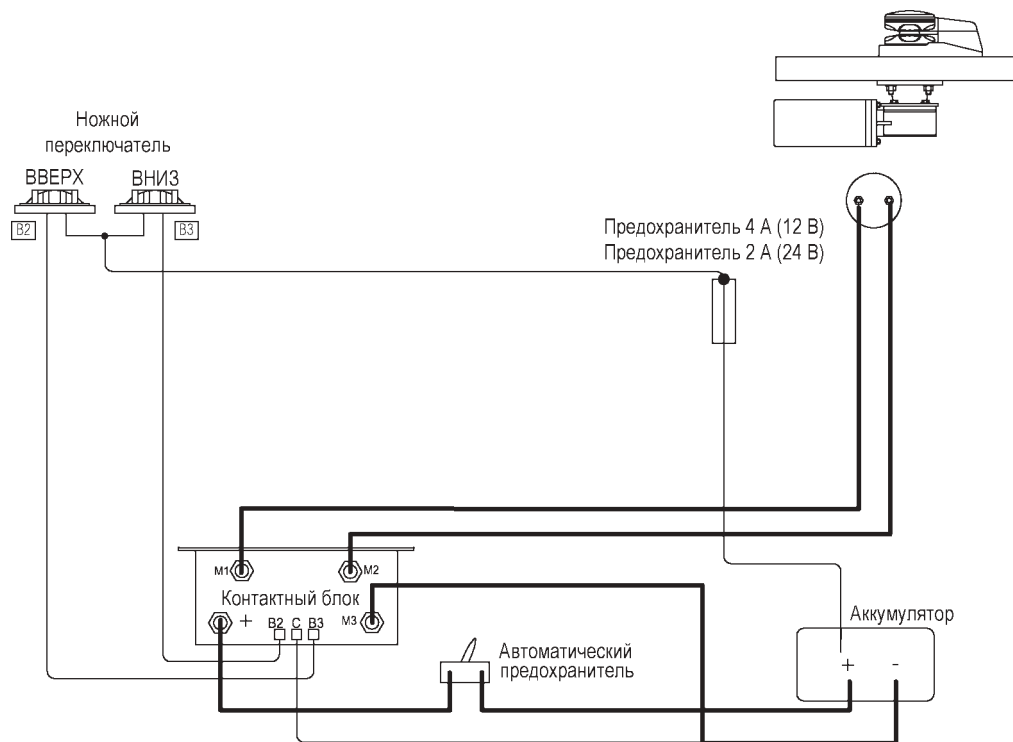 Ножной
переключатель
ВВЕРХ ВНИЗ
B2 B3
Предохранитель 4 А (12 В)
Предохранитель 2 А (24 В)
M1 M2
Контактный блок
+ B2 C B3 M3
Автоматический
предохранитель
Аккумулятор
+ -